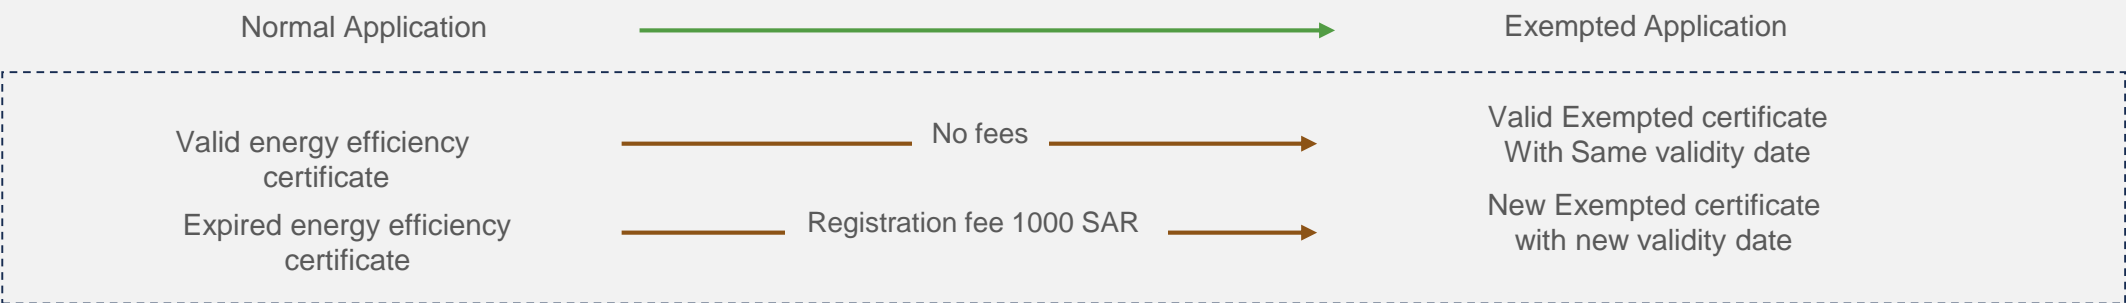 Normal Application
Exempted Application
Valid energy efficiency
certificate
No fees
Valid Exempted certificate
With Same validity date
Expired energy efficiency
certificate
Registration fee 1000 SAR
New Exempted certificate
with new validity date